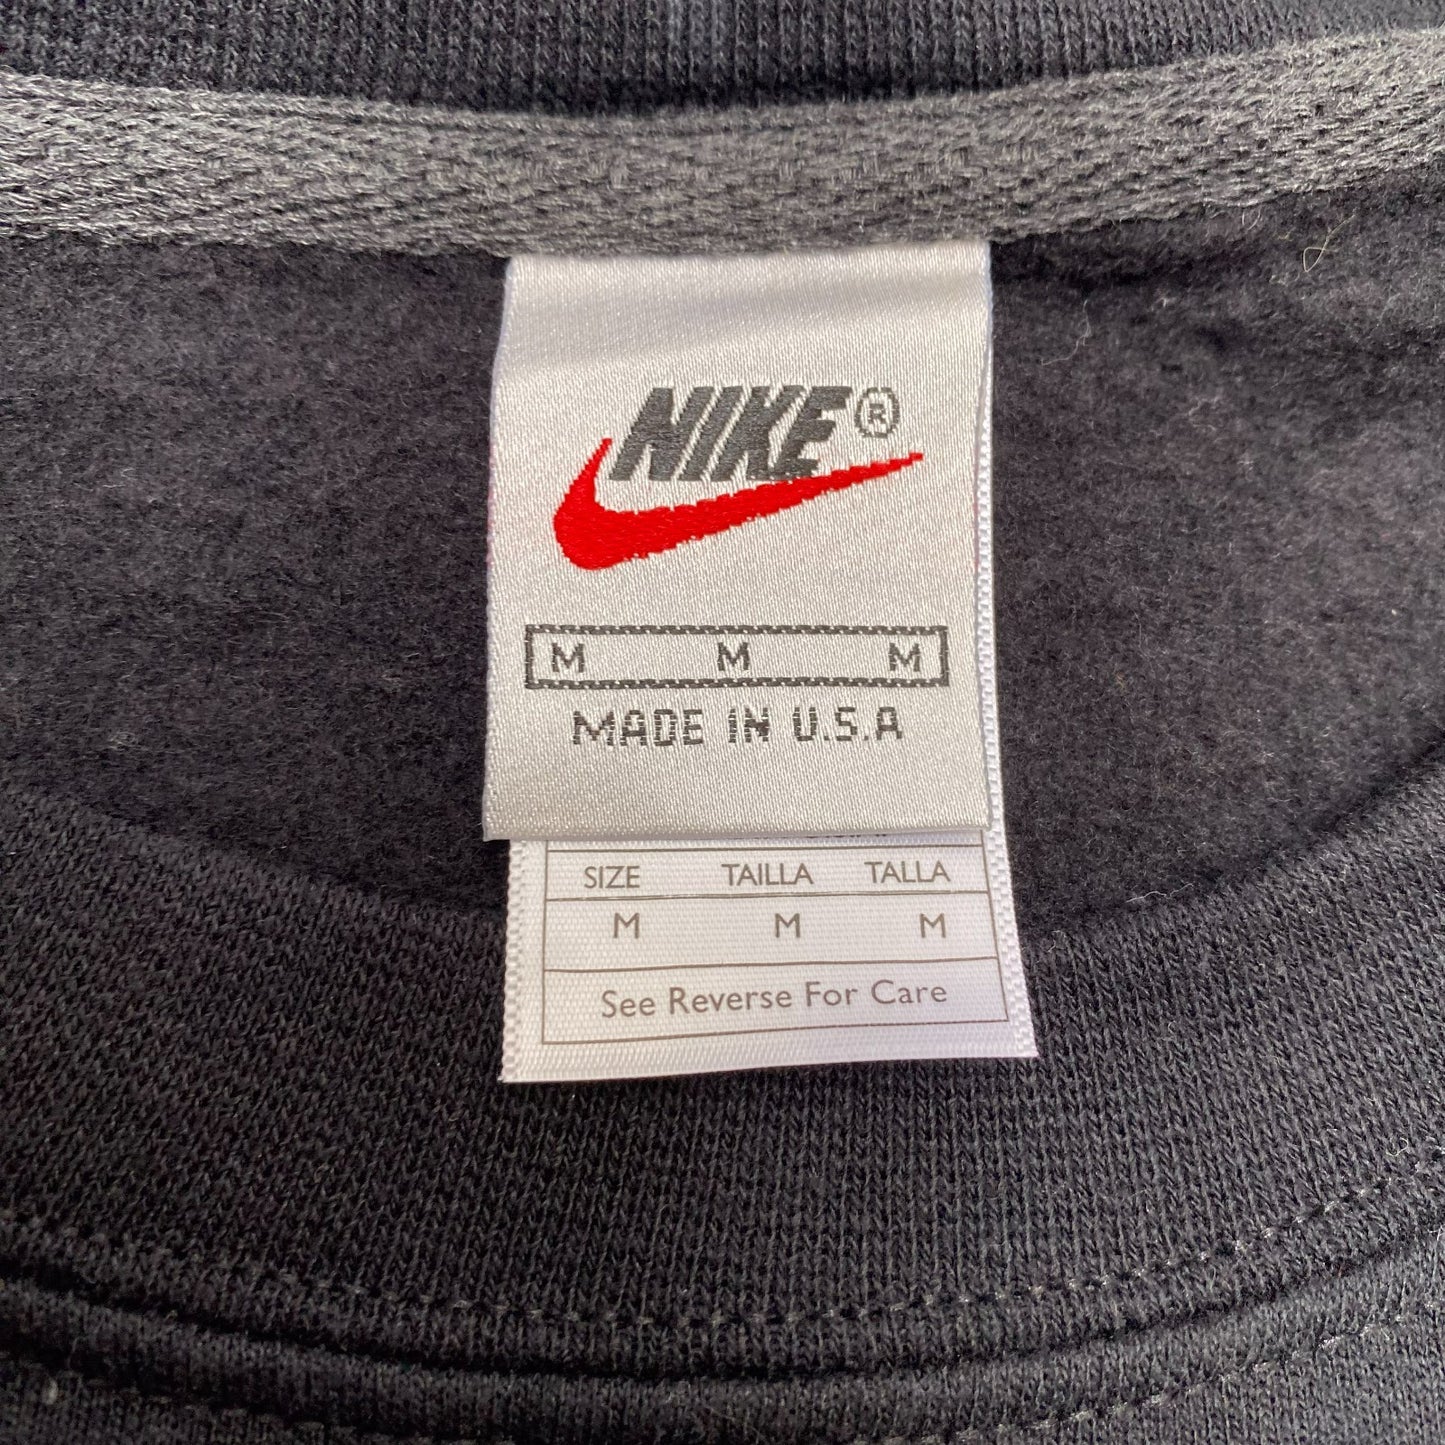 NIKE®
M M M
MADE IN U.S.A
SIZE TAILLA TALLA
M M M
See Reverse For Care